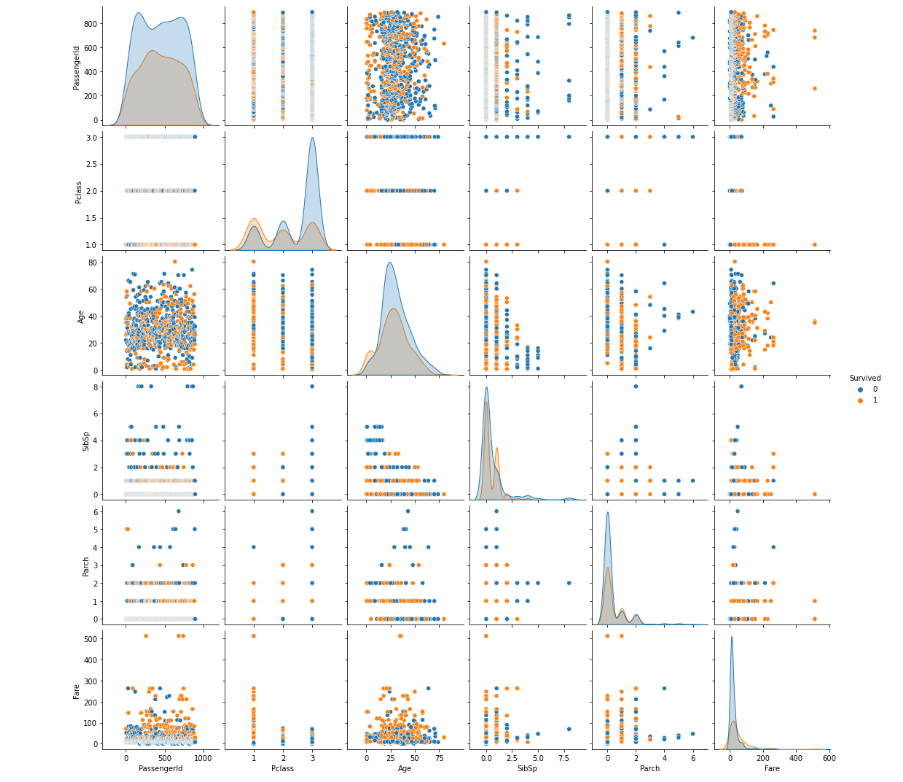 PassengerId
800
600
400
200
0
Pclass
3.0
2.5
2.0
1.5
1.0
Age
80
60
40
20
0
SibSp
8
6
4
2
0
Survived
0
1
Parch
6
5
4
3
2
1
0
Fare
500
400
300
200
100
0
0 500 1000
PassengerId
1 2 3
Pclass
0 25 50 75
Age
0.0 2.5 5.0 7.5
SibSp
0 2 4 6
Parch
0 200 400 600
Fare